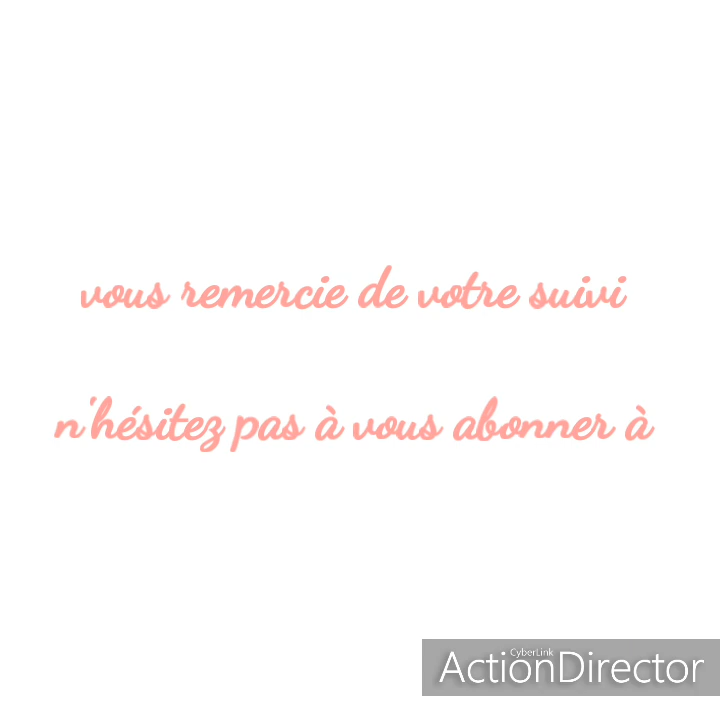 vous remercie de votre suivi
n'hésitez pas à vous abonner à
CyberLink
ActionDirector